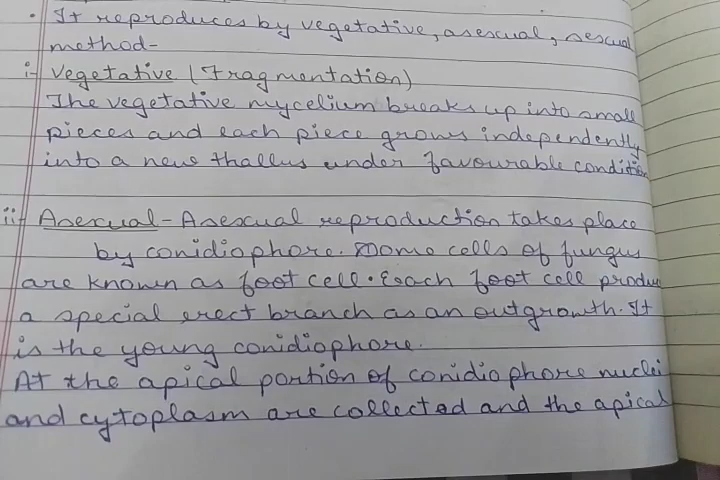 • It reproduces by vegetative, asexual, sexual
method-
i- Vegetative (Fragmentation)
The vegetative mycelium breaks up into small
pieces and each piece grows independently
into a new thallus under favourable condition
ii- Asexual - Asexual reproduction takes place
by conidiophore. Some cells of fungus
are known as foot cell. Each foot cell produc
a special erect branch as an outgrowth. It
is the young conidiophore.
At the apical portion of conidiophore nuclei
and cytoplasm are collected and the apical